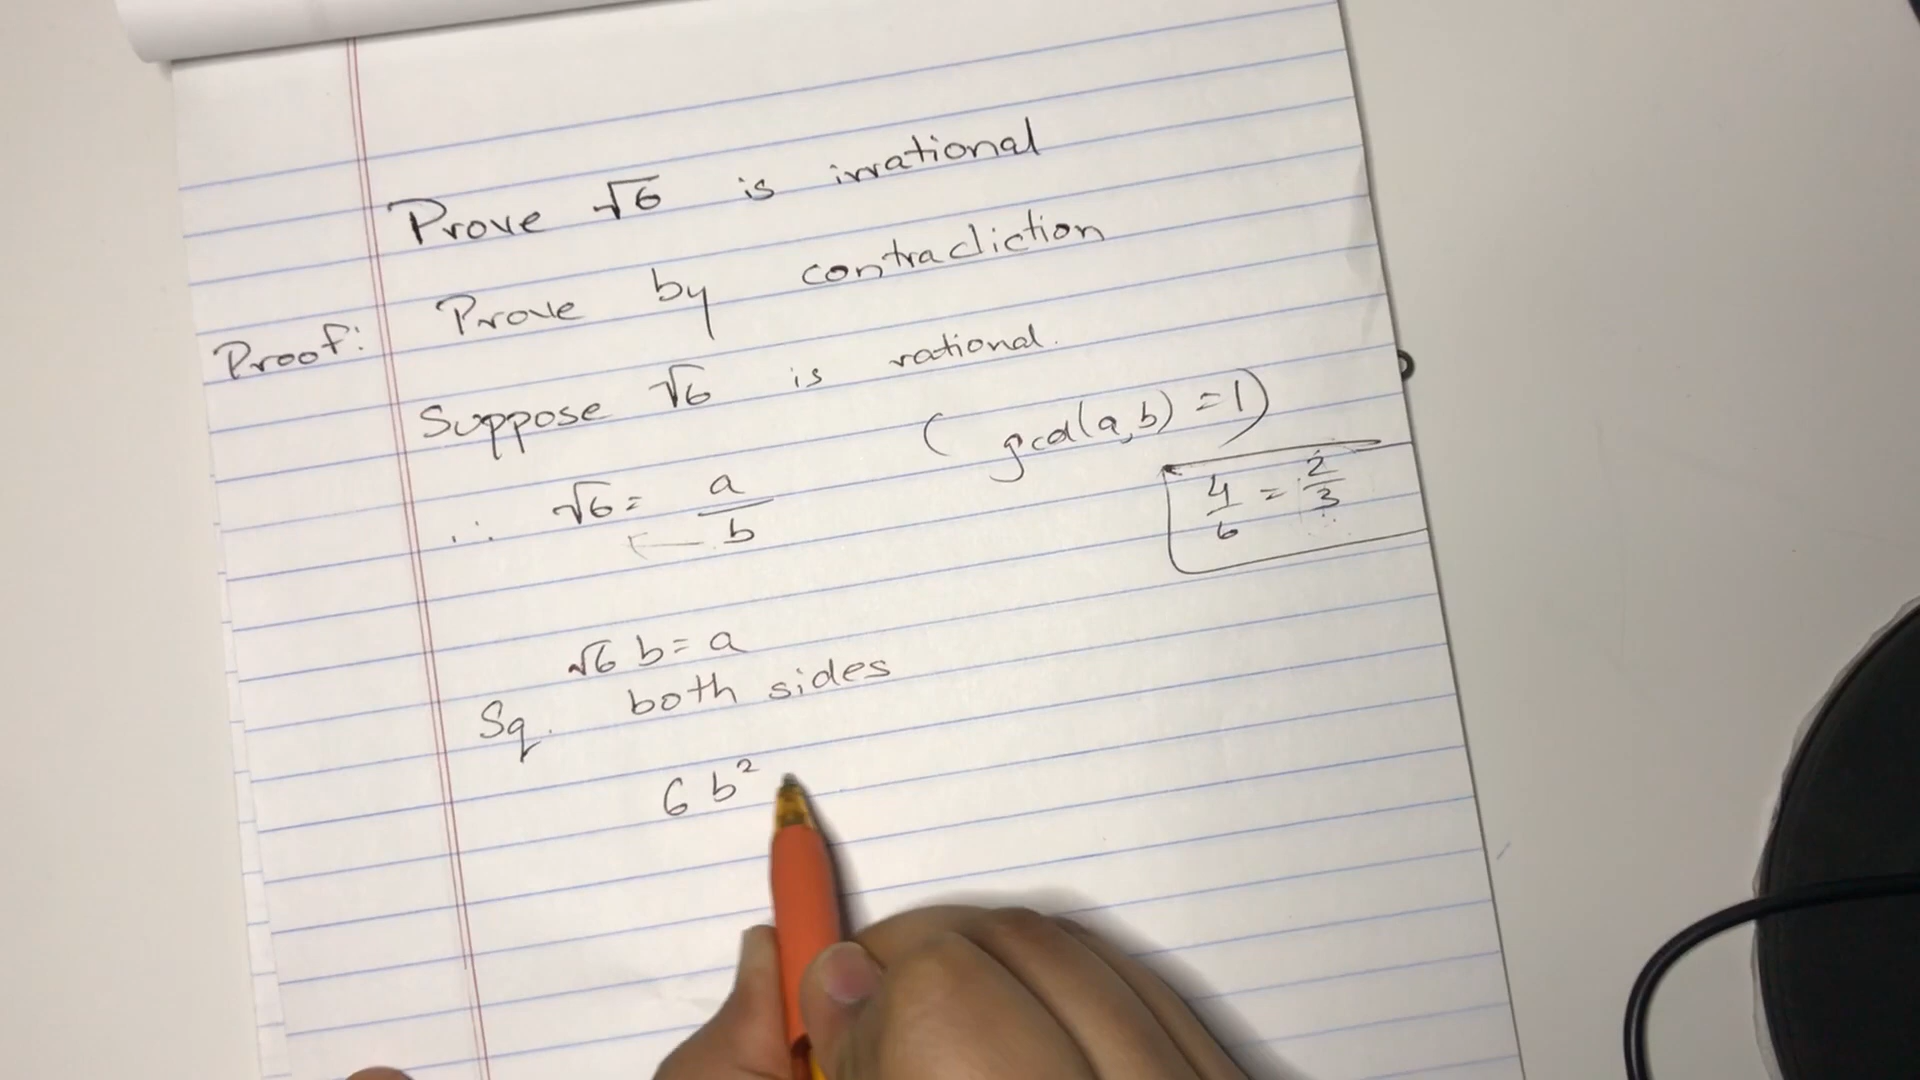 Prove √6 is irrational
Proof: Prove by contradiction
Suppose √6 is rational.
∴ √6 = a/b (gcd(a,b) = 1)
4/6 = 2/3
√6 b = a
Sq. both sides
6 b²